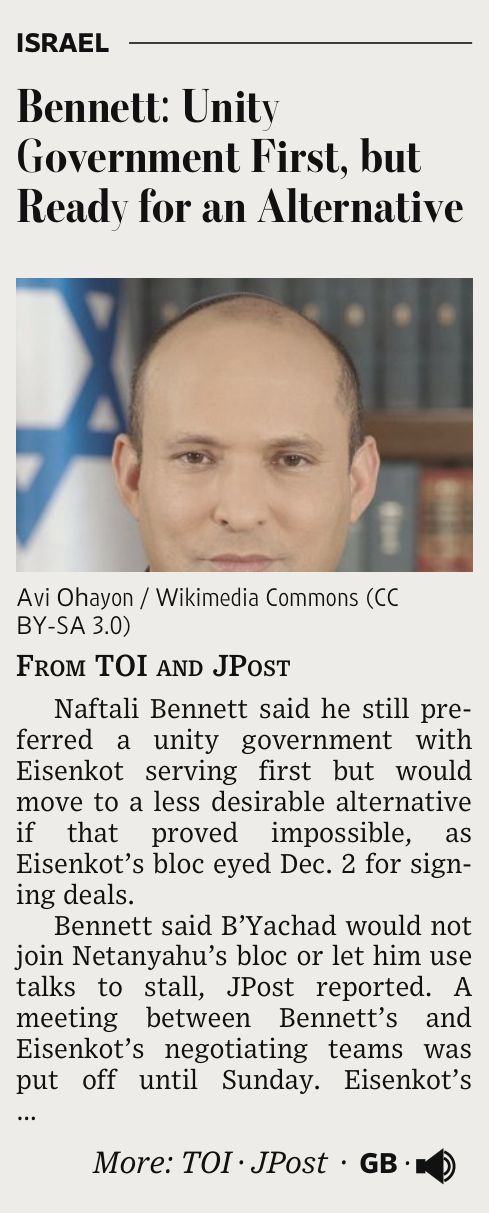 ISRAEL
Bennett: Unity
Government First, but
Ready for an Alternative
Avi Ohayon / Wikimedia Commons (CC
BY-SA 3.0)
FROM TOI AND JPOST
Naftali Bennett said he still pre-
ferred a unity government with
Eisenkot serving first but would
move to a less desirable alternative
if that proved impossible, as
Eisenkot’s bloc eyed Dec. 2 for sign-
ing deals.
Bennett said B’Yachad would not
join Netanyahu’s bloc or let him use
talks to stall, JPost reported. A
meeting between Bennett’s and
Eisenkot’s negotiating teams was
put off until Sunday. Eisenkot’s
...
More: TOI · JPost · GB ·